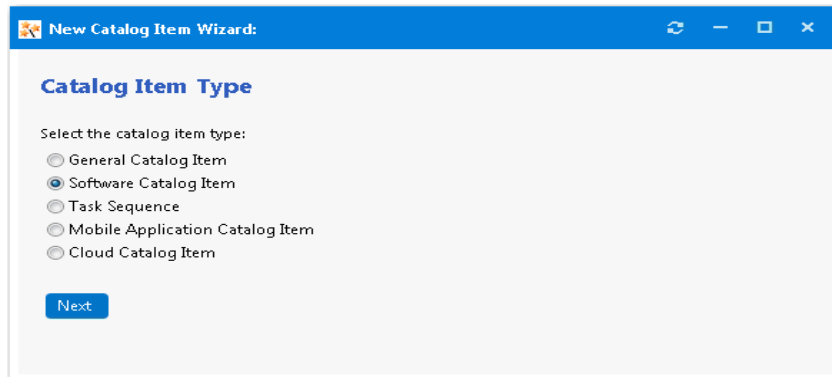 New Catalog Item Wizard:
Catalog Item Type
Select the catalog item type:
General Catalog Item
Software Catalog Item
Task Sequence
Mobile Application Catalog Item
Cloud Catalog Item
Next